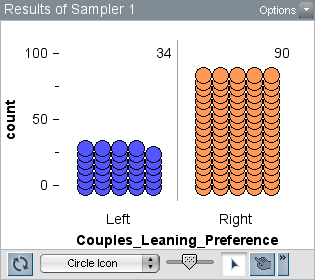 Results of Sampler 1
Options
100
34
90
50
0
count
Left
Right
Couples_Leaning_Preference
Circle Icon
»